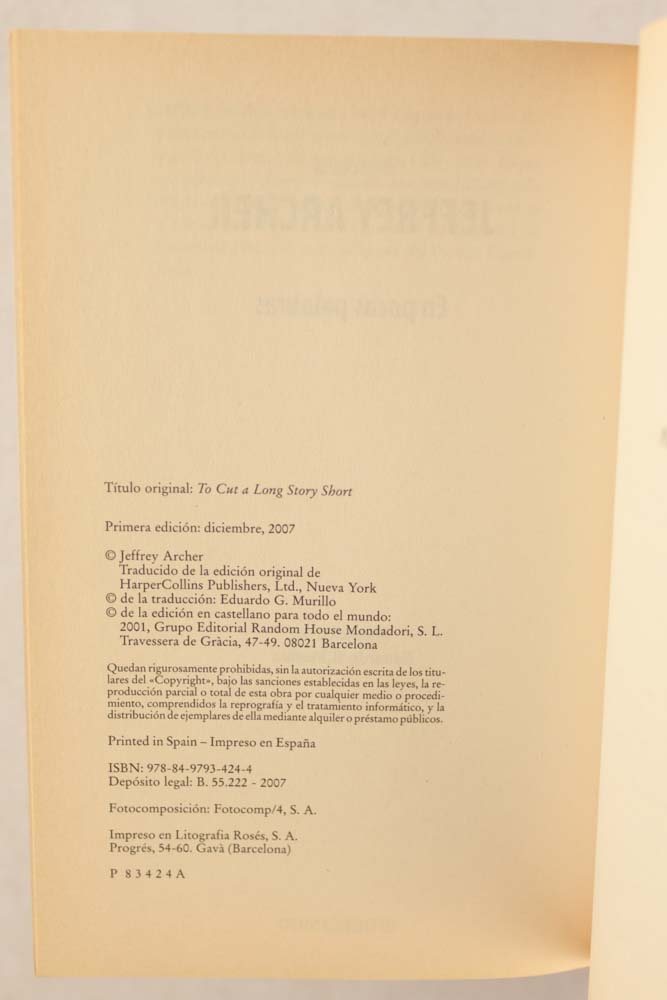 Título original: To Cut a Long Story Short
Primera edición: diciembre, 2007
© Jeffrey Archer
Traducido de la edición original de
HarperCollins Publishers, Ltd., Nueva York
© de la traducción: Eduardo G. Murillo
© de la edición en castellano para todo el mundo:
2001, Grupo Editorial Random House Mondadori, S. L.
Travessera de Gràcia, 47-49. 08021 Barcelona
Quedan rigurosamente prohibidas, sin la autorización escrita de los titu-
lares del «Copyright», bajo las sanciones establecidas en las leyes, la re-
producción parcial o total de esta obra por cualquier medio o procedi-
miento, comprendidos la reprografía y el tratamiento informático, y la
distribución de ejemplares de ella mediante alquiler o préstamo públicos.
Printed in Spain – Impreso en España
ISBN: 978-84-9793-424-4
Depósito legal: B. 55.222 - 2007
Fotocomposición: Fotocomp/4, S. A.
Impreso en Litografia Rosés, S. A.
Progrés, 54-60. Gavà (Barcelona)
P 83424A